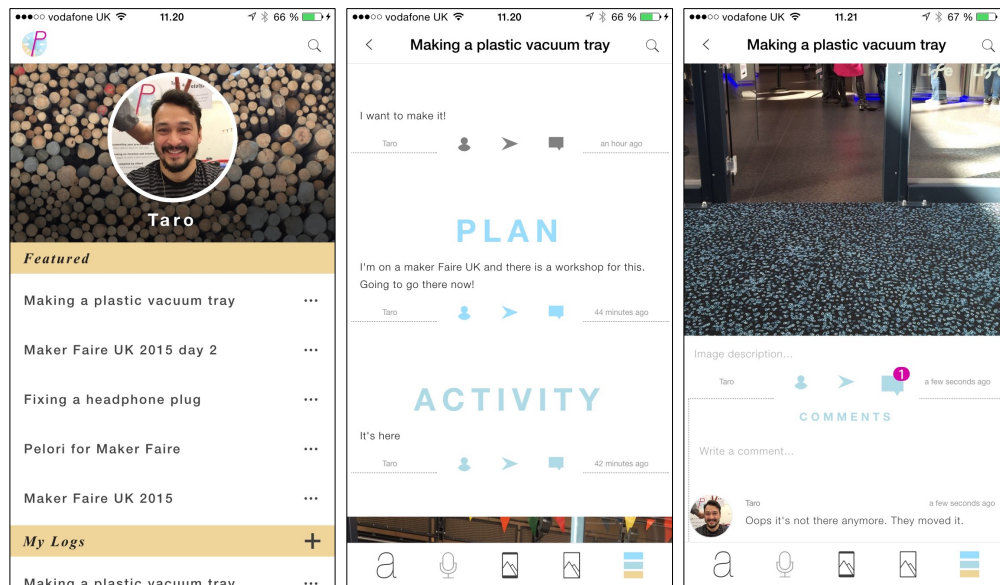 vodafone UK
11.20
66 %
P
Taro
Featured
Making a plastic vacuum tray
Maker Faire UK 2015 day 2
Fixing a headphone plug
Pelori for Maker Faire
Maker Faire UK 2015
My Logs
Making a plastic vacuum tray
vodafone UK
11.20
66 %
Making a plastic vacuum tray
I want to make it!
Taro
an hour ago
PLAN
I'm on a maker Faire UK and there is a workshop for this.
Going to go there now!
Taro
44 minutes ago
ACTIVITY
It's here
Taro
42 minutes ago
a
vodafone UK
11.21
67 %
Making a plastic vacuum tray
Life
Life
Image description...
Taro
1
a few seconds ago
COMMENTS
Write a comment...
Taro
a few seconds ago
Oops it's not there anymore. They moved it.
a